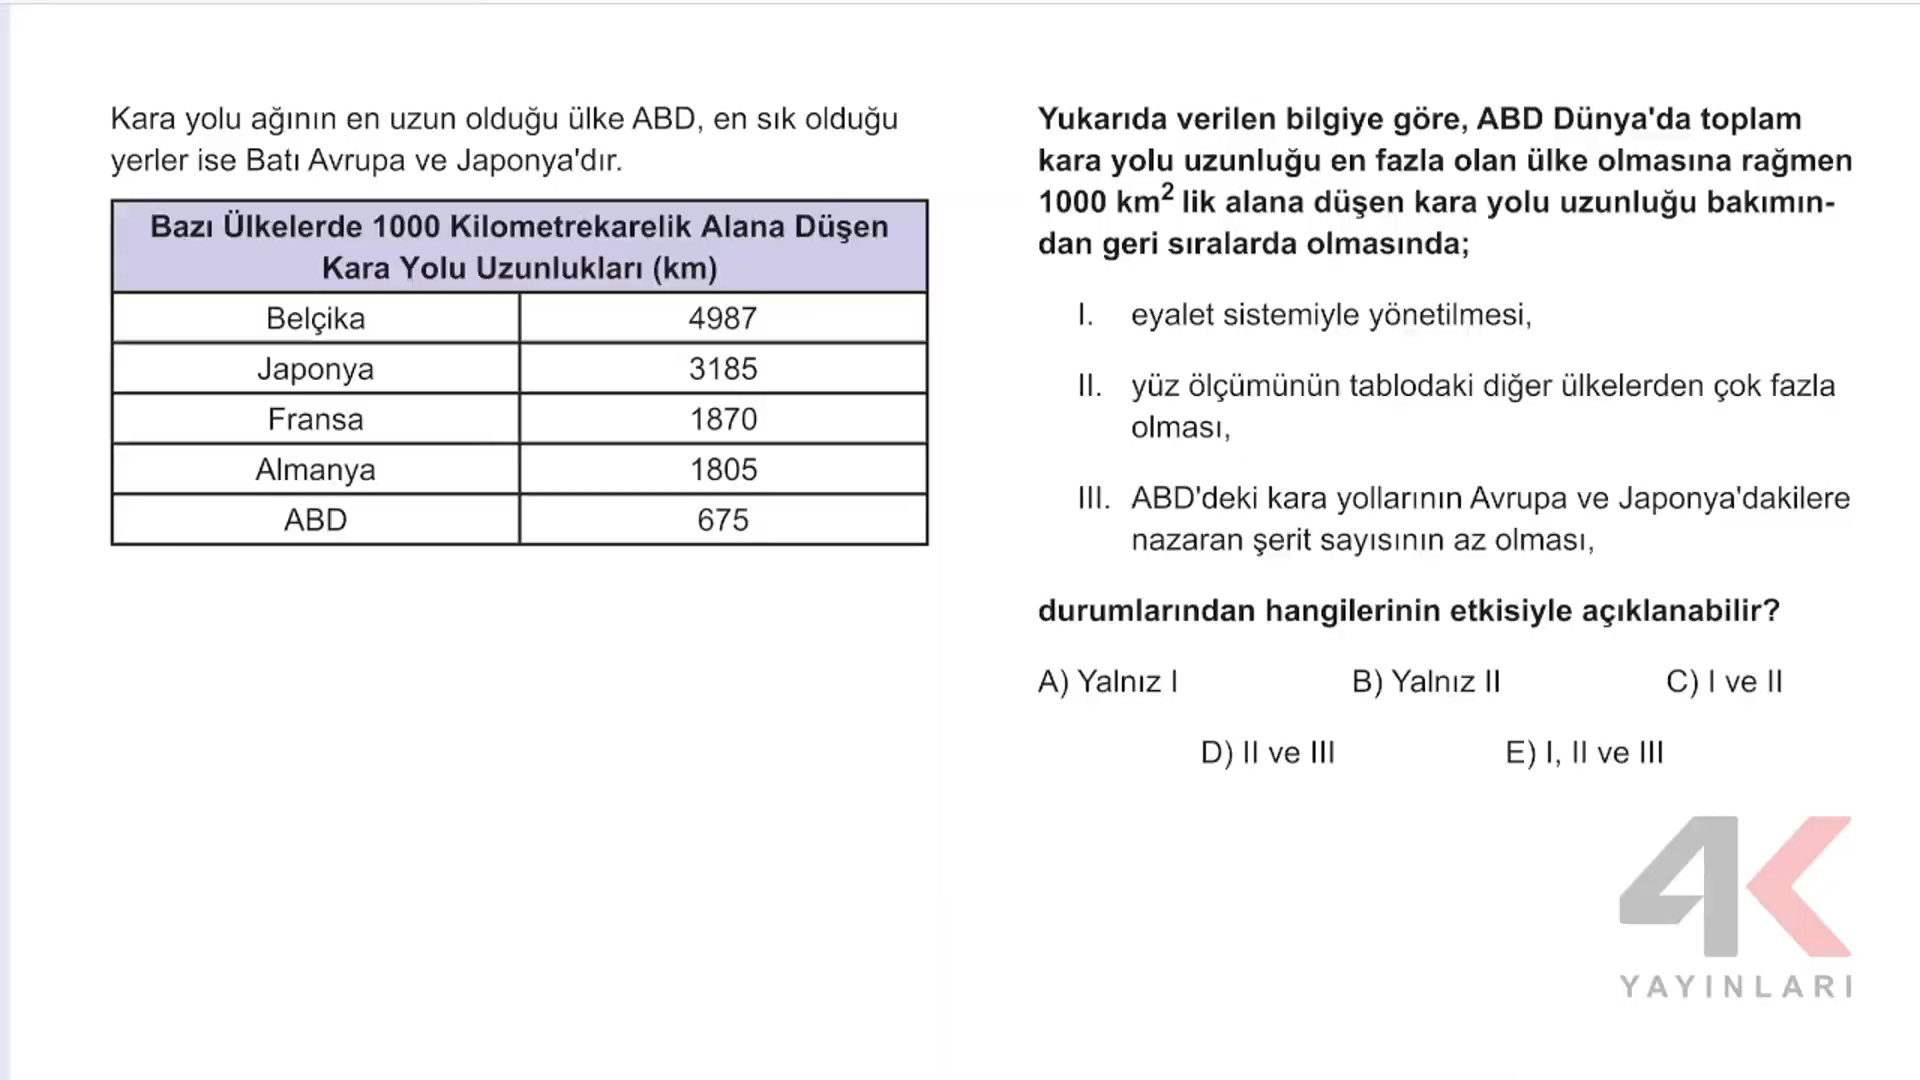 Kara yolu ağının en uzun olduğu ülke ABD, en sık olduğu
yerler ise Batı Avrupa ve Japonya'dır.
Bazı Ülkelerde 1000 Kilometrekarelik Alana Düşen
Kara Yolu Uzunlukları (km)
Belçika 4987
Japonya 3185
Fransa 1870
Almanya 1805
ABD 675
Yukarıda verilen bilgiye göre, ABD Dünya'da toplam
kara yolu uzunluğu en fazla olan ülke olmasına rağmen
1000 km² lik alana düşen kara yolu uzunluğu bakımın-
dan geri sıralarda olmasında;
I. eyalet sistemiyle yönetilmesi,
II. yüz ölçümünün tablodaki diğer ülkelerden çok fazla
olması,
III. ABD'deki kara yollarının Avrupa ve Japonya'dakilere
nazaran şerit sayısının az olması,
durumlarından hangilerinin etkisiyle açıklanabilir?
A) Yalnız I B) Yalnız II C) I ve II
D) II ve III E) I, II ve III
4K
YAYINLARI